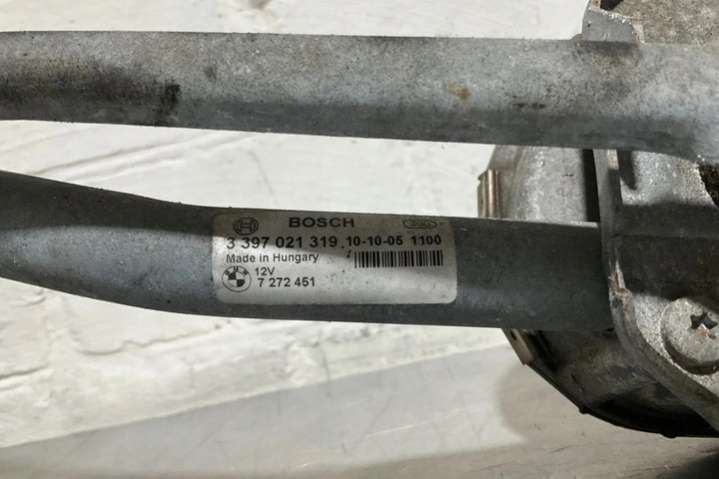 BOSCH
3 397 021 319 10-10-05 1100
Made in Hungary
12V
7 272 451